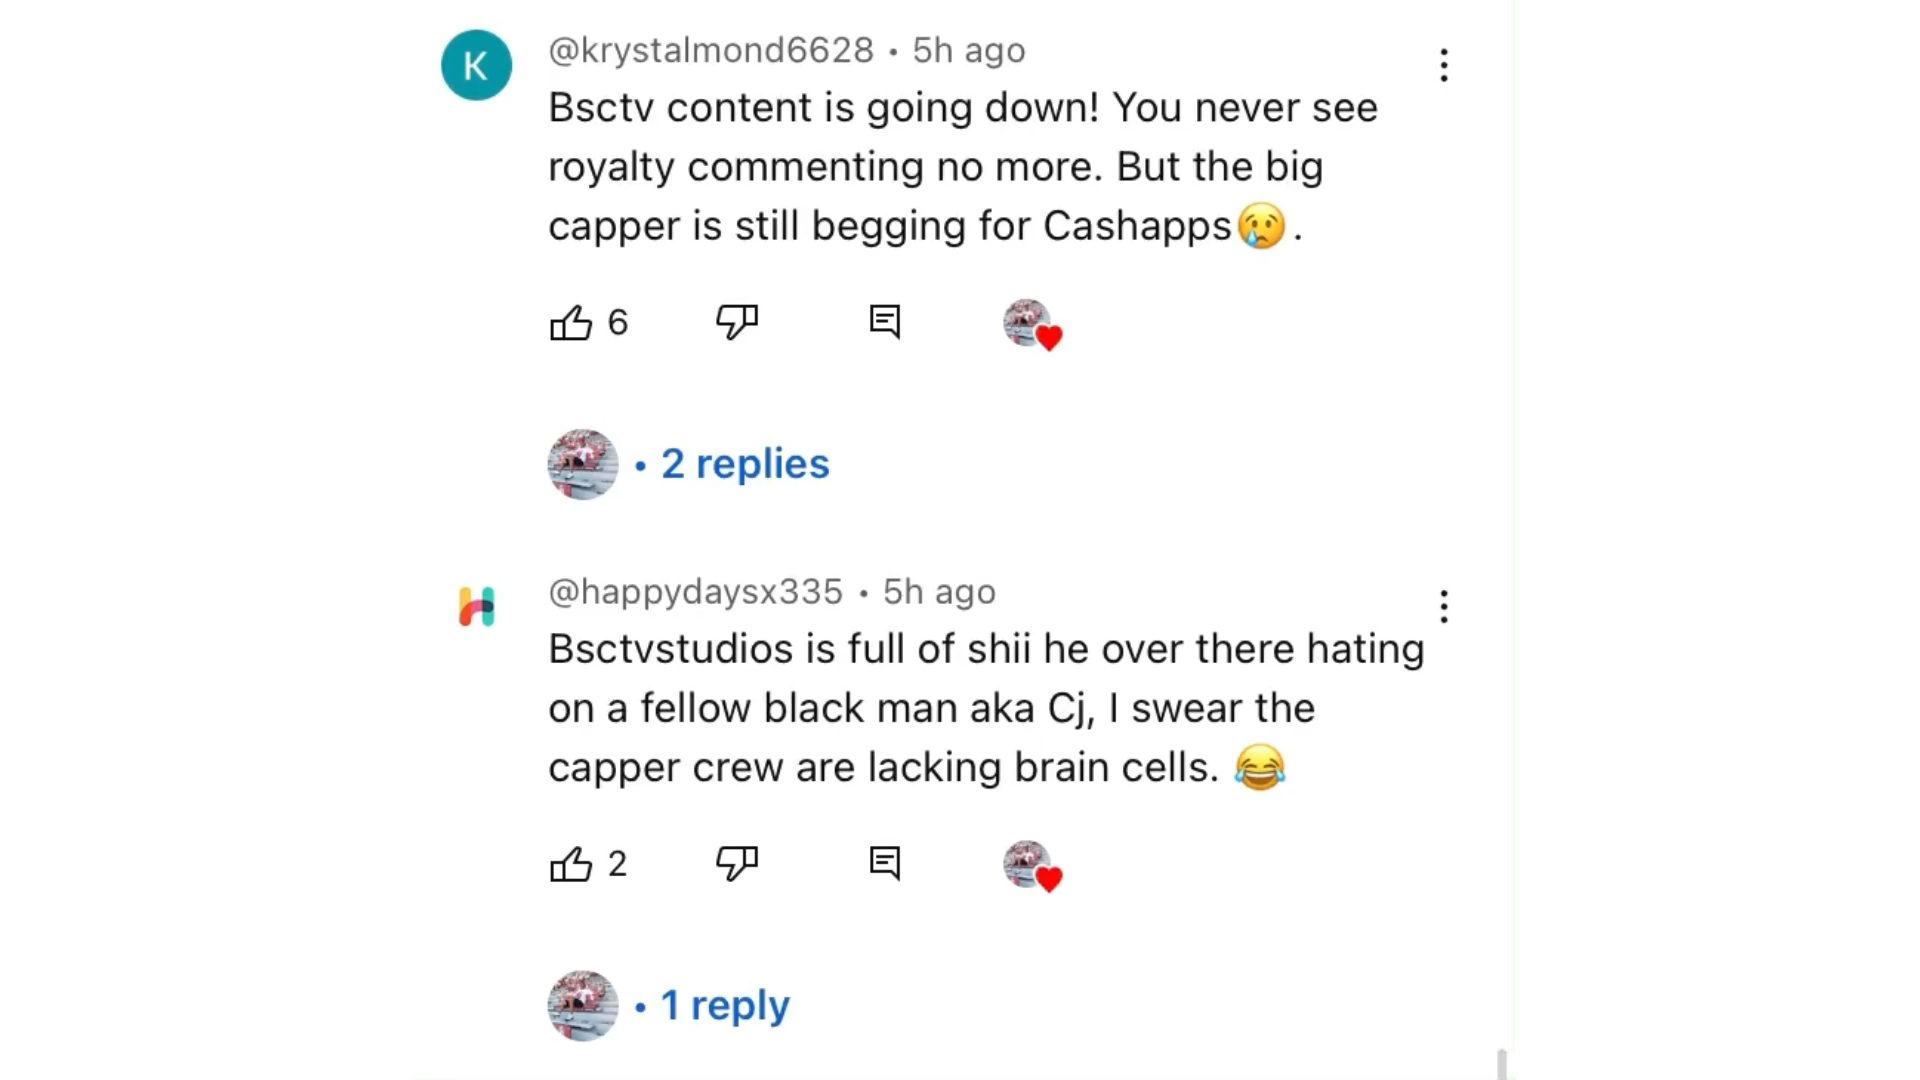 K
@krystalmond6628 • 5h ago
Bsctv content is going down! You never see
royalty commenting no more. But the big
capper is still begging for Cashapps😢.
6
• 2 replies
@happydaysx335 • 5h ago
Bsctvstudios is full of shii he over there hating
on a fellow black man aka Cj, I swear the
capper crew are lacking brain cells. 😂
2
• 1 reply